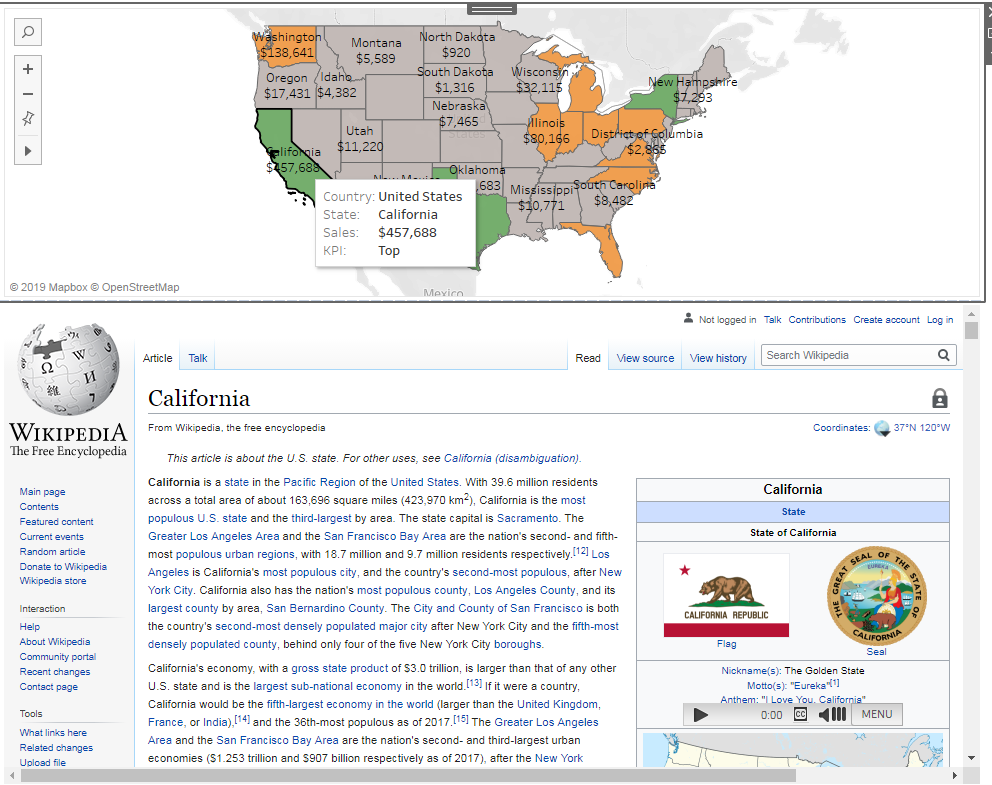 Washington
$138,641
Montana
$5,589
North Dakota
$920
Oregon
$17,431
Idaho
$4,382
South Dakota
$1,316
Wisconsin
$32,115
New Hampshire
$7,293
Nebraska
$7,465
Utah
$11,220
Illinois
$80,166
District of Columbia
$2,865
California
$457,688
Oklahoma
,683
Mississippi
$10,771
South Carolina
$8,482
Country: United States
State: California
Sales: $457,688
KPI: Top
© 2019 Mapbox © OpenStreetMap
Mexico
Not logged in Talk Contributions Create account Log in
Article Talk Read View source View history Search Wikipedia
WIKIPEDIA
The Free Encyclopedia
Main page
Contents
Featured content
Current events
Random article
Donate to Wikipedia
Wikipedia store
Interaction
Help
About Wikipedia
Community portal
Recent changes
Contact page
Tools
What links here
Related changes
Upload file
California
From Wikipedia, the free encyclopedia
Coordinates: 37°N 120°W
This article is about the U.S. state. For other uses, see California (disambiguation).
California is a state in the Pacific Region of the United States. With 39.6 million residents
across a total area of about 163,696 square miles (423,970 km2), California is the most
populous U.S. state and the third-largest by area. The state capital is Sacramento. The
Greater Los Angeles Area and the San Francisco Bay Area are the nation's second- and fifth-
most populous urban regions, with 18.7 million and 9.7 million residents respectively.[12] Los
Angeles is California's most populous city, and the country's second-most populous, after New
York City. California also has the nation's most populous county, Los Angeles County, and its
largest county by area, San Bernardino County. The City and County of San Francisco is both
the country's second-most densely populated major city after New York City and the fifth-most
densely populated county, behind only four of the five New York City boroughs.
California's economy, with a gross state product of $3.0 trillion, is larger than that of any other
U.S. state and is the largest sub-national economy in the world.[13] If it were a country,
California would be the fifth-largest economy in the world (larger than the United Kingdom,
France, or India),[14] and the 36th-most populous as of 2017.[15] The Greater Los Angeles
Area and the San Francisco Bay Area are the nation's second- and third-largest urban
economies ($1.253 trillion and $907 billion respectively as of 2017), after the New York
California
State
State of California
CALIFORNIA REPUBLIC
Flag
THE GREAT SEAL OF THE STATE OF CALIFORNIA
EUREKA
Seal
Nickname(s): The Golden State
Motto(s): "Eureka"[1]
Anthem: "I Love You, California"
0:00 CC MENU